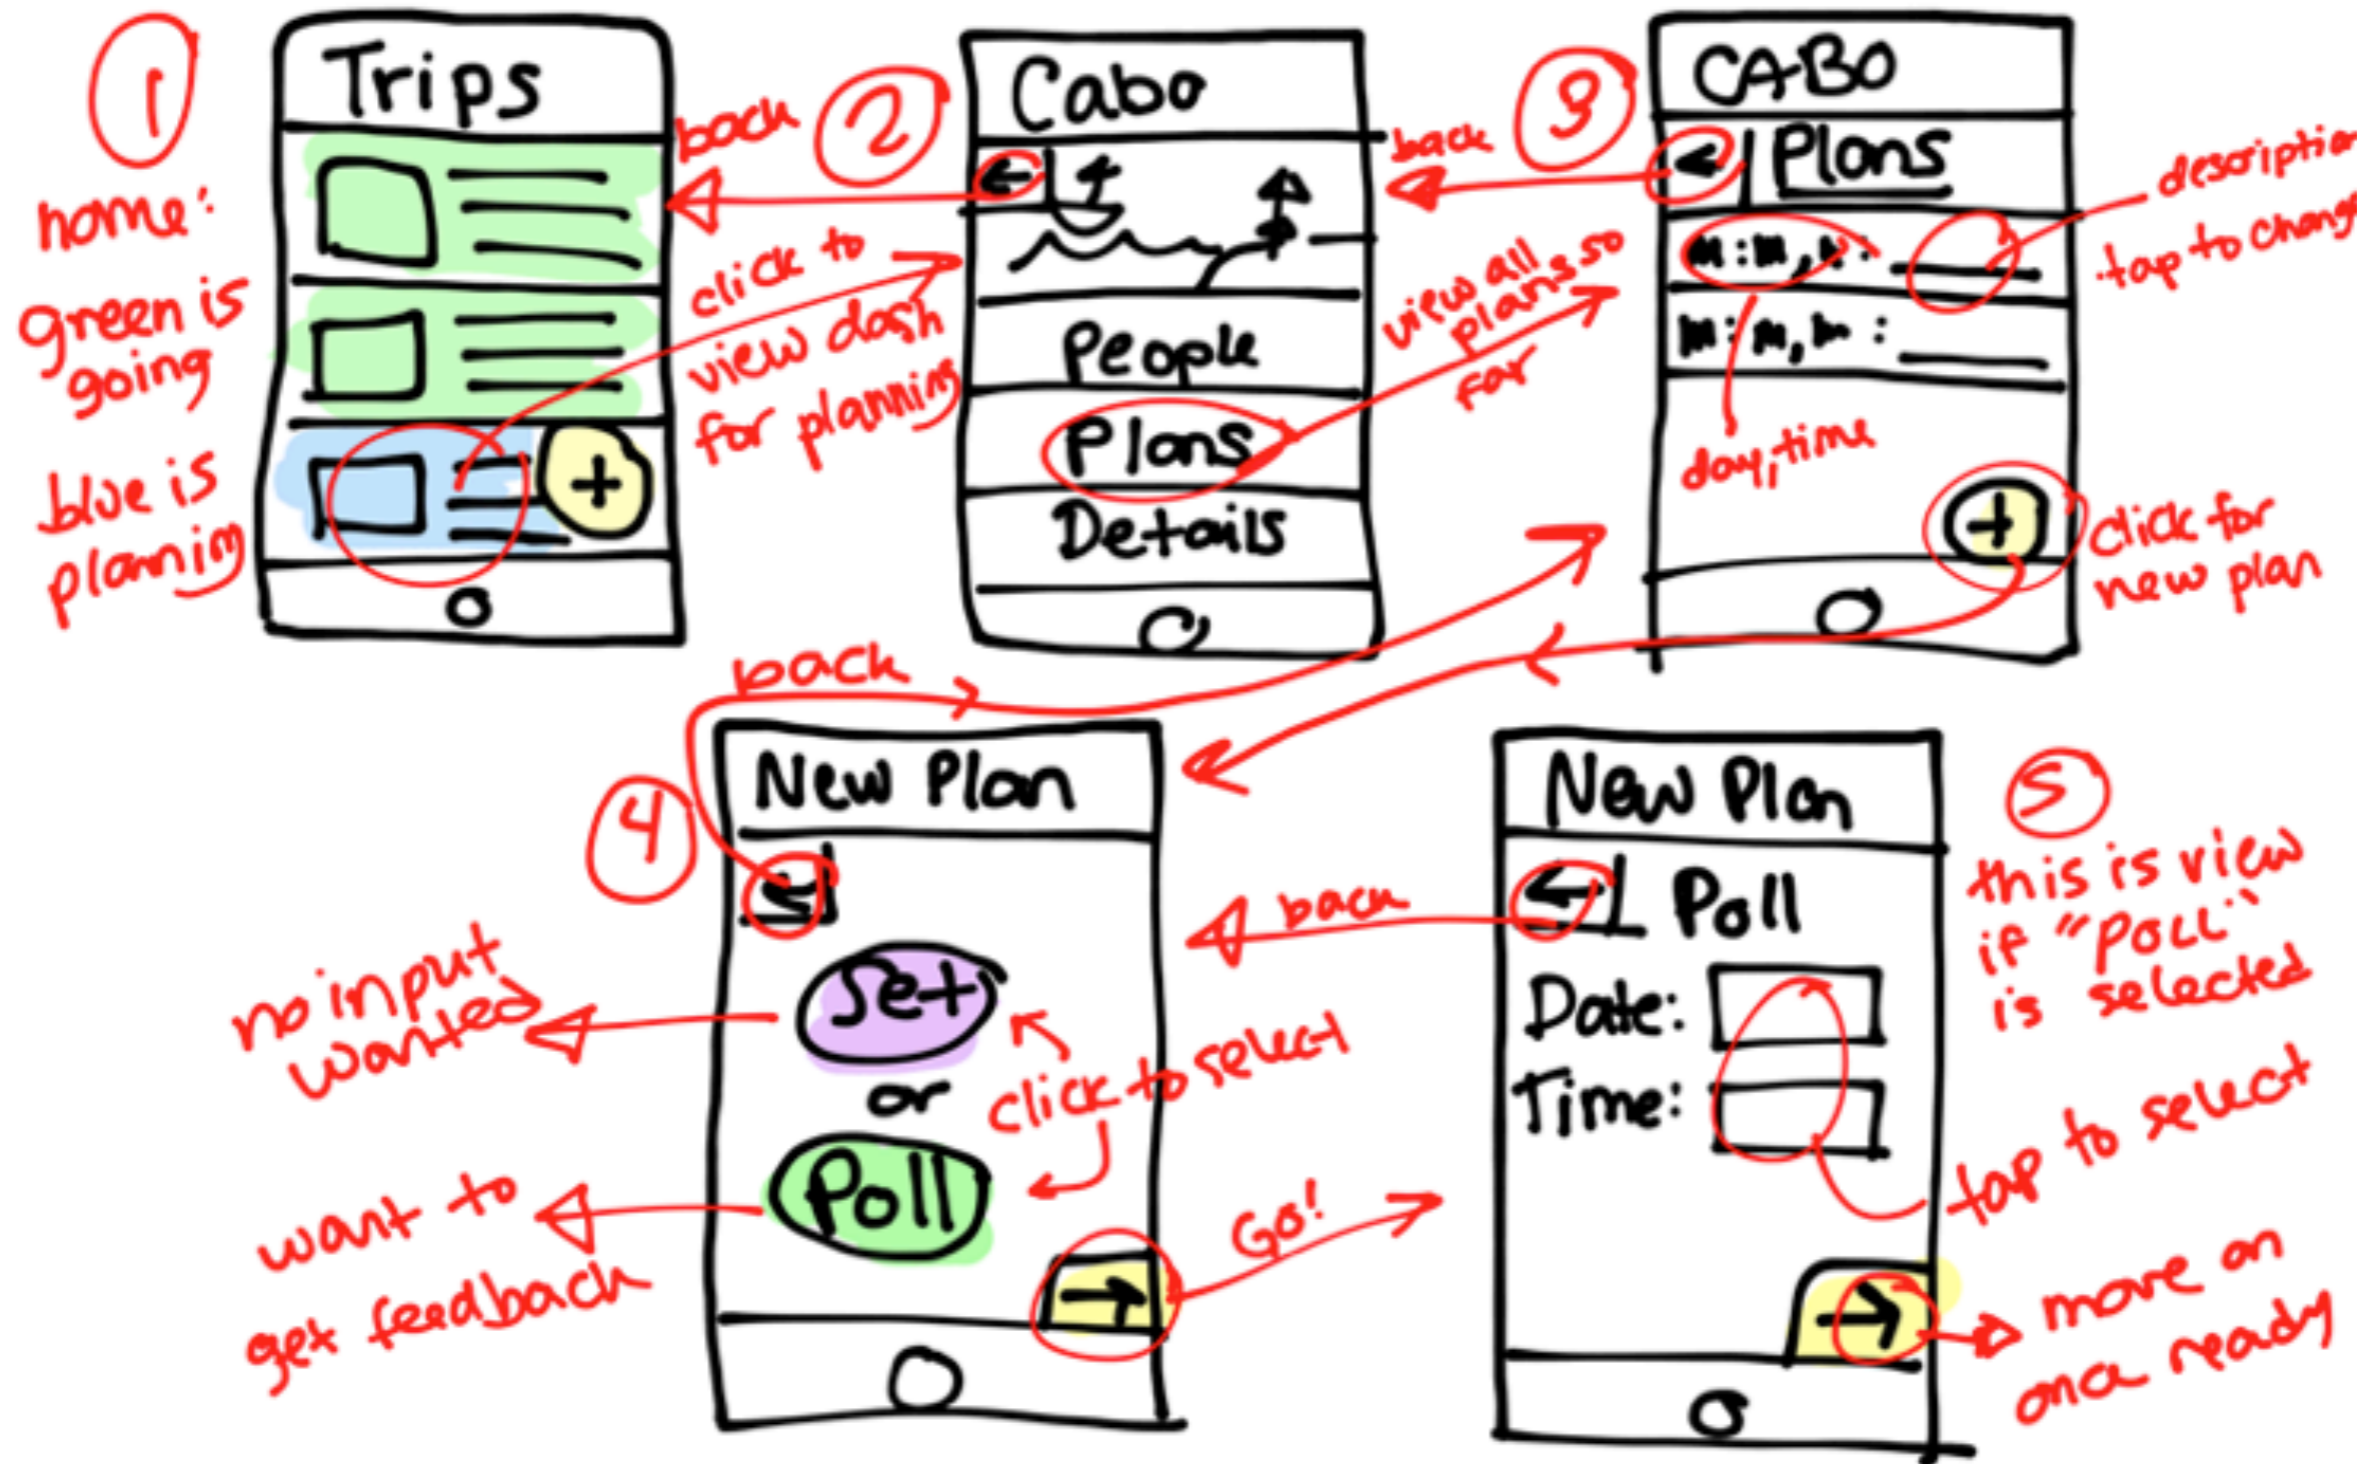 1
home:
green is
going
blue is
planning
Trips
+
back
click to
view dash
for planning
2
Cabo
People
Plans
Details
back
view all
plans so
far
3
CABO
Plans
m:m,m:
m:m,m:
day,time
description
tap to change
+
click for
new plan
back
4
New Plan
Set
or
Poll
no input
wanted
want to
get feedback
click to select
Go!
back
New Plan
Poll
Date:
Time:
5
this is view
if "POLL"
is selected
tap to select
move on
once ready